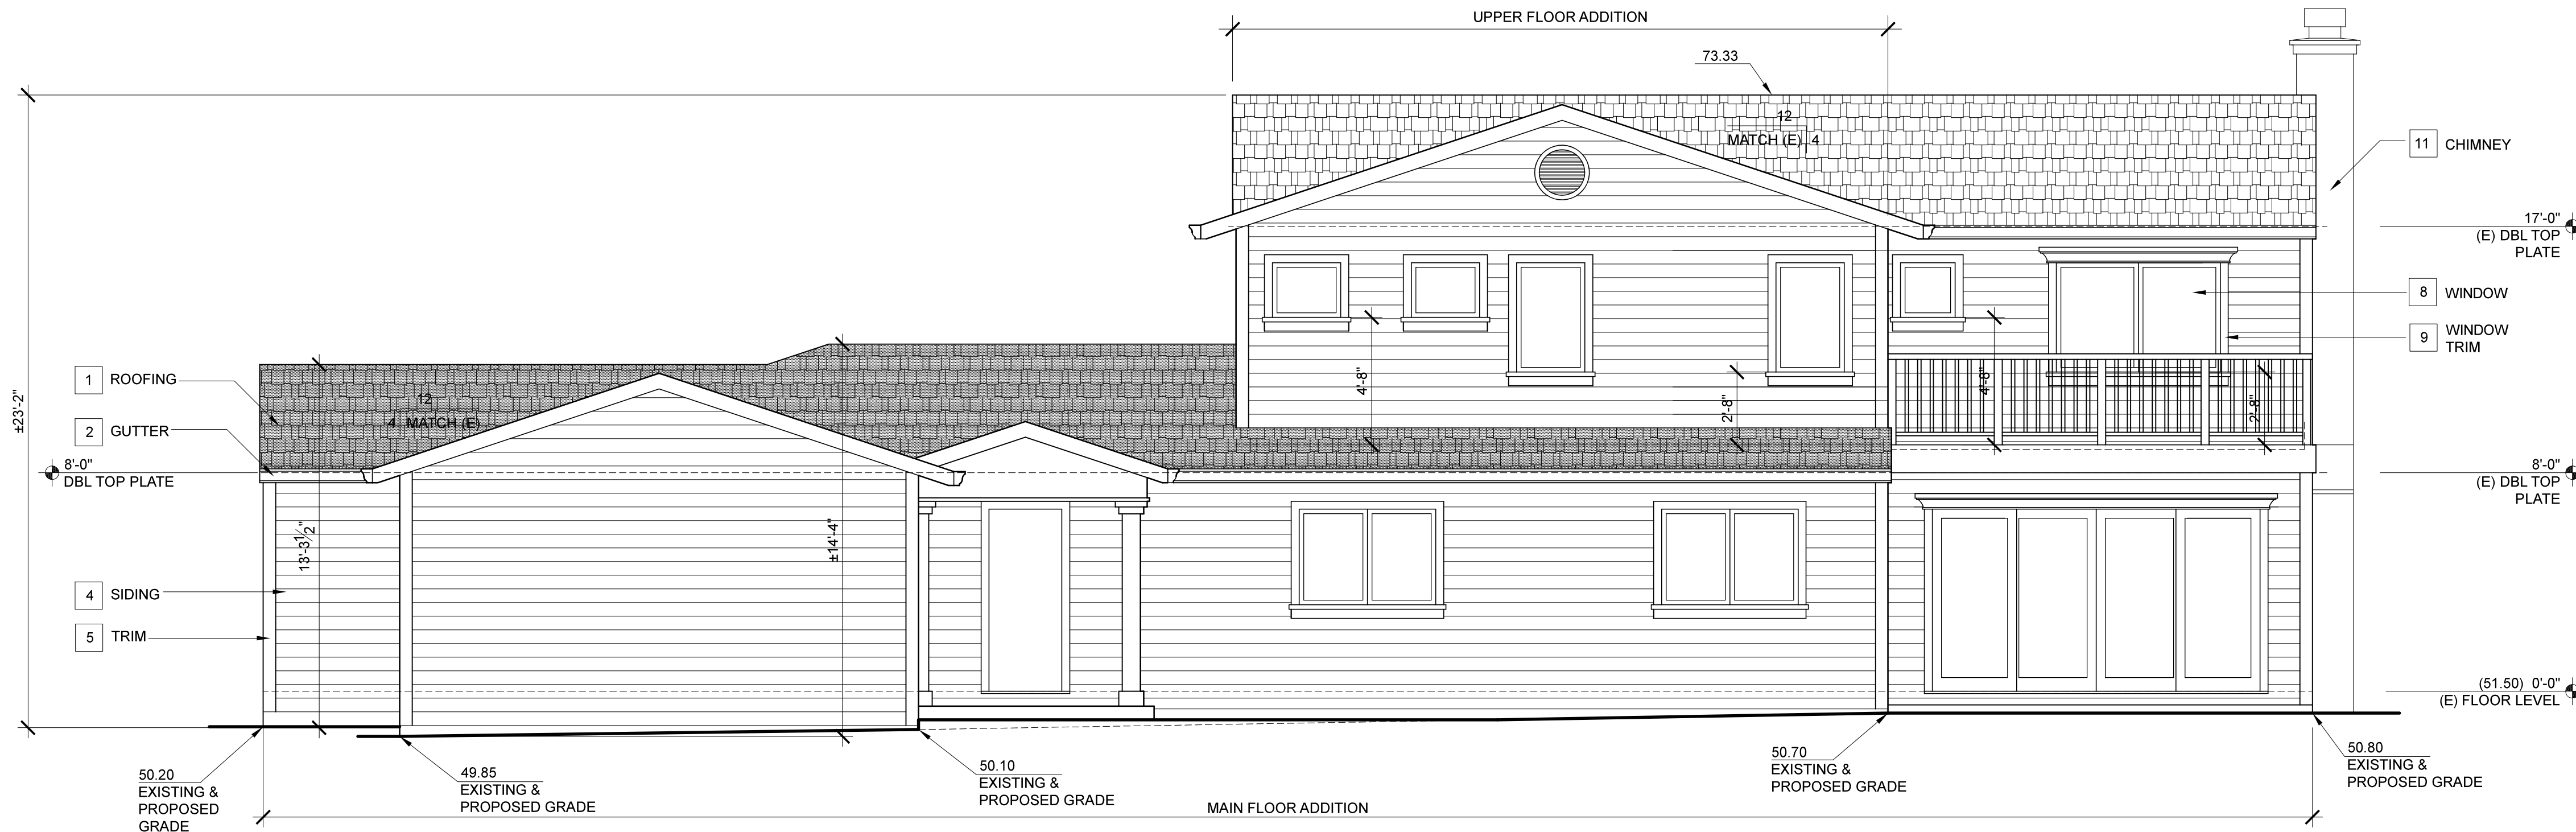 UPPER FLOOR ADDITION
73.33
12
MATCH (E) 4
11 CHIMNEY
17'-0"
(E) DBL TOP
PLATE
8 WINDOW
9 WINDOW
TRIM
±23'-2"
1 ROOFING
12
4 MATCH (E)
2 GUTTER
8'-0"
DBL TOP PLATE
4'-8"
2'-8"
4'-8"
2'-8"
8'-0"
(E) DBL TOP
PLATE
13'-3½"
±14'-4"
4 SIDING
5 TRIM
(51.50) 0'-0"
(E) FLOOR LEVEL
50.20
EXISTING &
PROPOSED
GRADE
49.85
EXISTING &
PROPOSED GRADE
50.10
EXISTING &
PROPOSED GRADE
50.70
EXISTING &
PROPOSED GRADE
50.80
EXISTING &
PROPOSED GRADE
MAIN FLOOR ADDITION